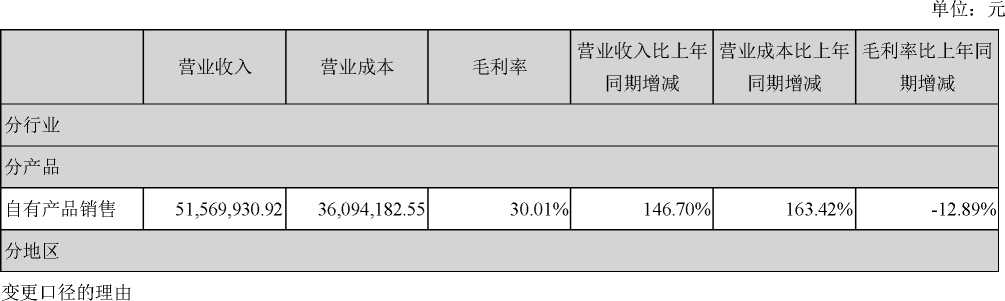 单位：元
营业收入 营业成本 毛利率 营业收入比上年同期增减 营业成本比上年同期增减 毛利率比上年同期增减
分行业
分产品
自有产品销售 51,569,930.92 36,094,182.55 30.01% 146.70% 163.42% -12.89%
分地区
变更口径的理由